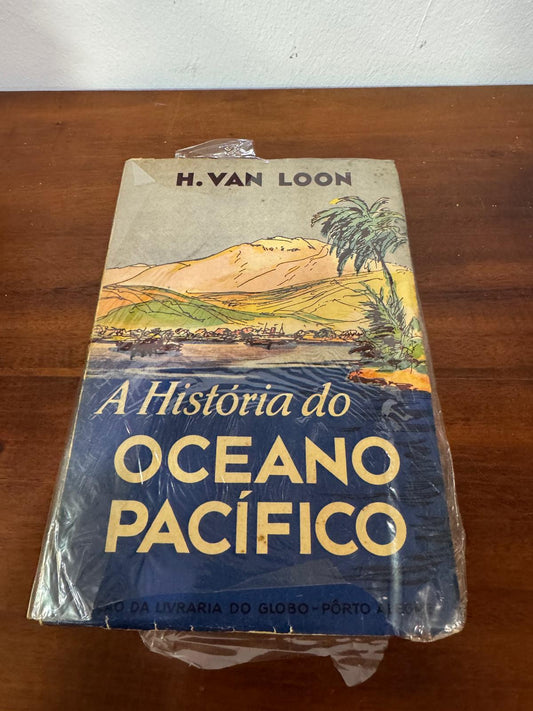 H. VAN LOON
A História do
OCEANO
PACÍFICO
DA LIVRARIA DO GLOBO - PÔRTO